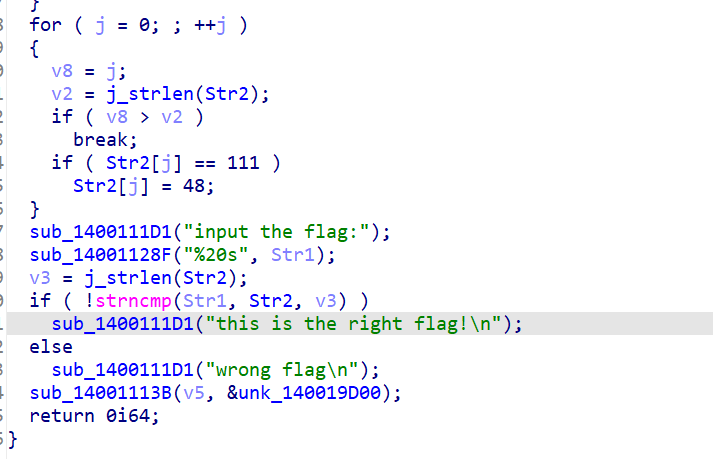 }
for ( j = 0; ; ++j )
{
v8 = j;
v2 = j_strlen(Str2);
if ( v8 > v2 )
break;
if ( Str2[j] == 111 )
Str2[j] = 48;
}
sub_1400111D1("input the flag:");
sub_14001128F("%20s", Str1);
v3 = j_strlen(Str2);
if ( !strncmp(Str1, Str2, v3) )
sub_1400111D1("this is the right flag!\n");
else
sub_1400111D1("wrong flag\n");
sub_14001113B(v5, &unk_140019D00);
return 0i64;
}